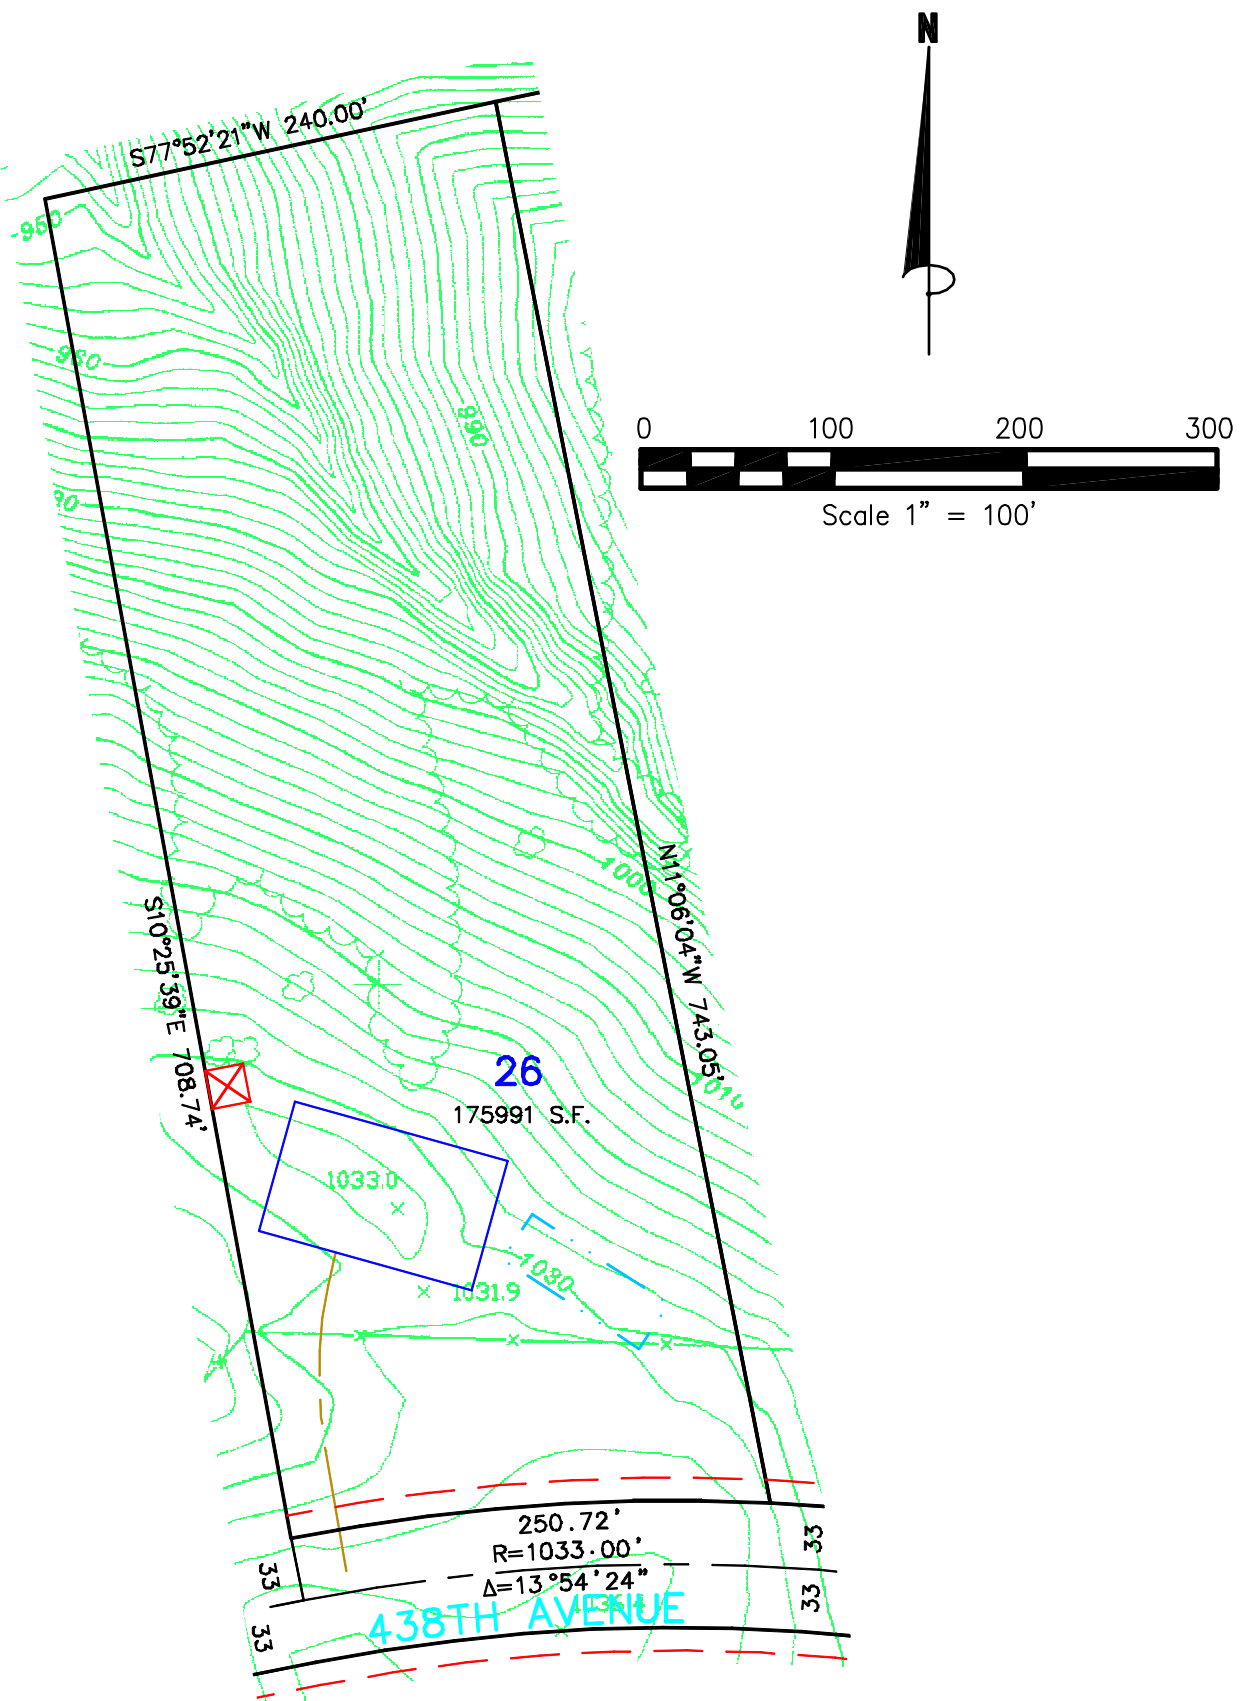 N
S77°52'21"W 240.00'
950
960
990
0 100 200 300
Scale 1" = 100'
1000
N11°06'04"W 743.05'
S10°25'39"E 708.74'
26
1010
175991 S.F.
1033.0
1030
1031.9
250.72'
R=1033.00'
Δ=13°54'24"
33
33
33
33
438TH AVENUE